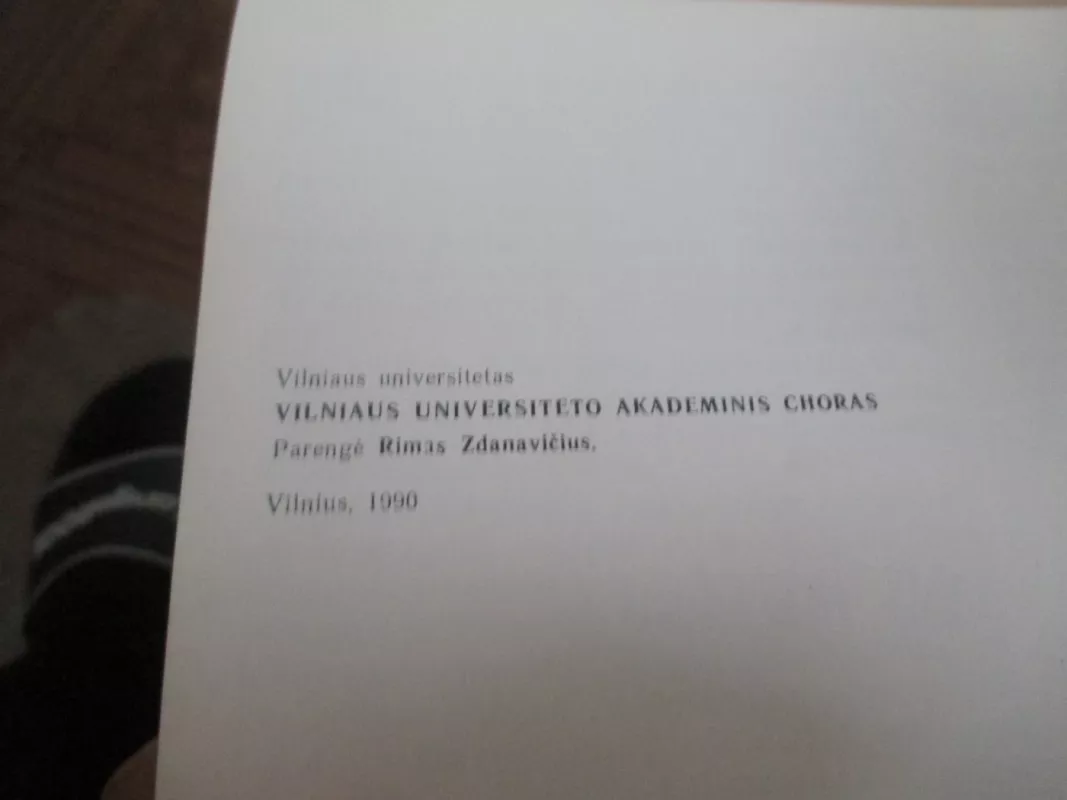 Vilniaus universitetas
VILNIAUS UNIVERSITETO AKADEMINIS CHORAS
Parengė Rimas Zdanavičius.
Vilnius, 1990